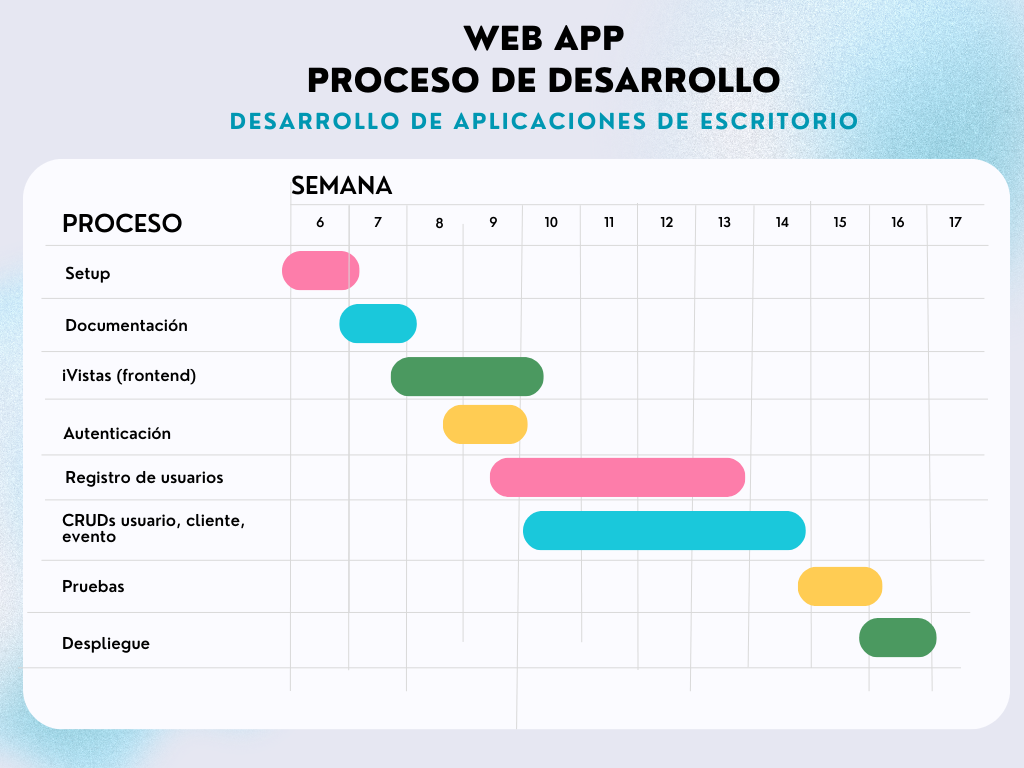 WEB APP
PROCESO DE DESARROLLO
DESARROLLO DE APLICACIONES DE ESCRITORIO
SEMANA
PROCESO
6 7 8 9 10 11 12 13 14 15 16 17
Setup
Documentación
iVistas (frontend)
Autenticación
Registro de usuarios
CRUDs usuario, cliente,
evento
Pruebas
Despliegue